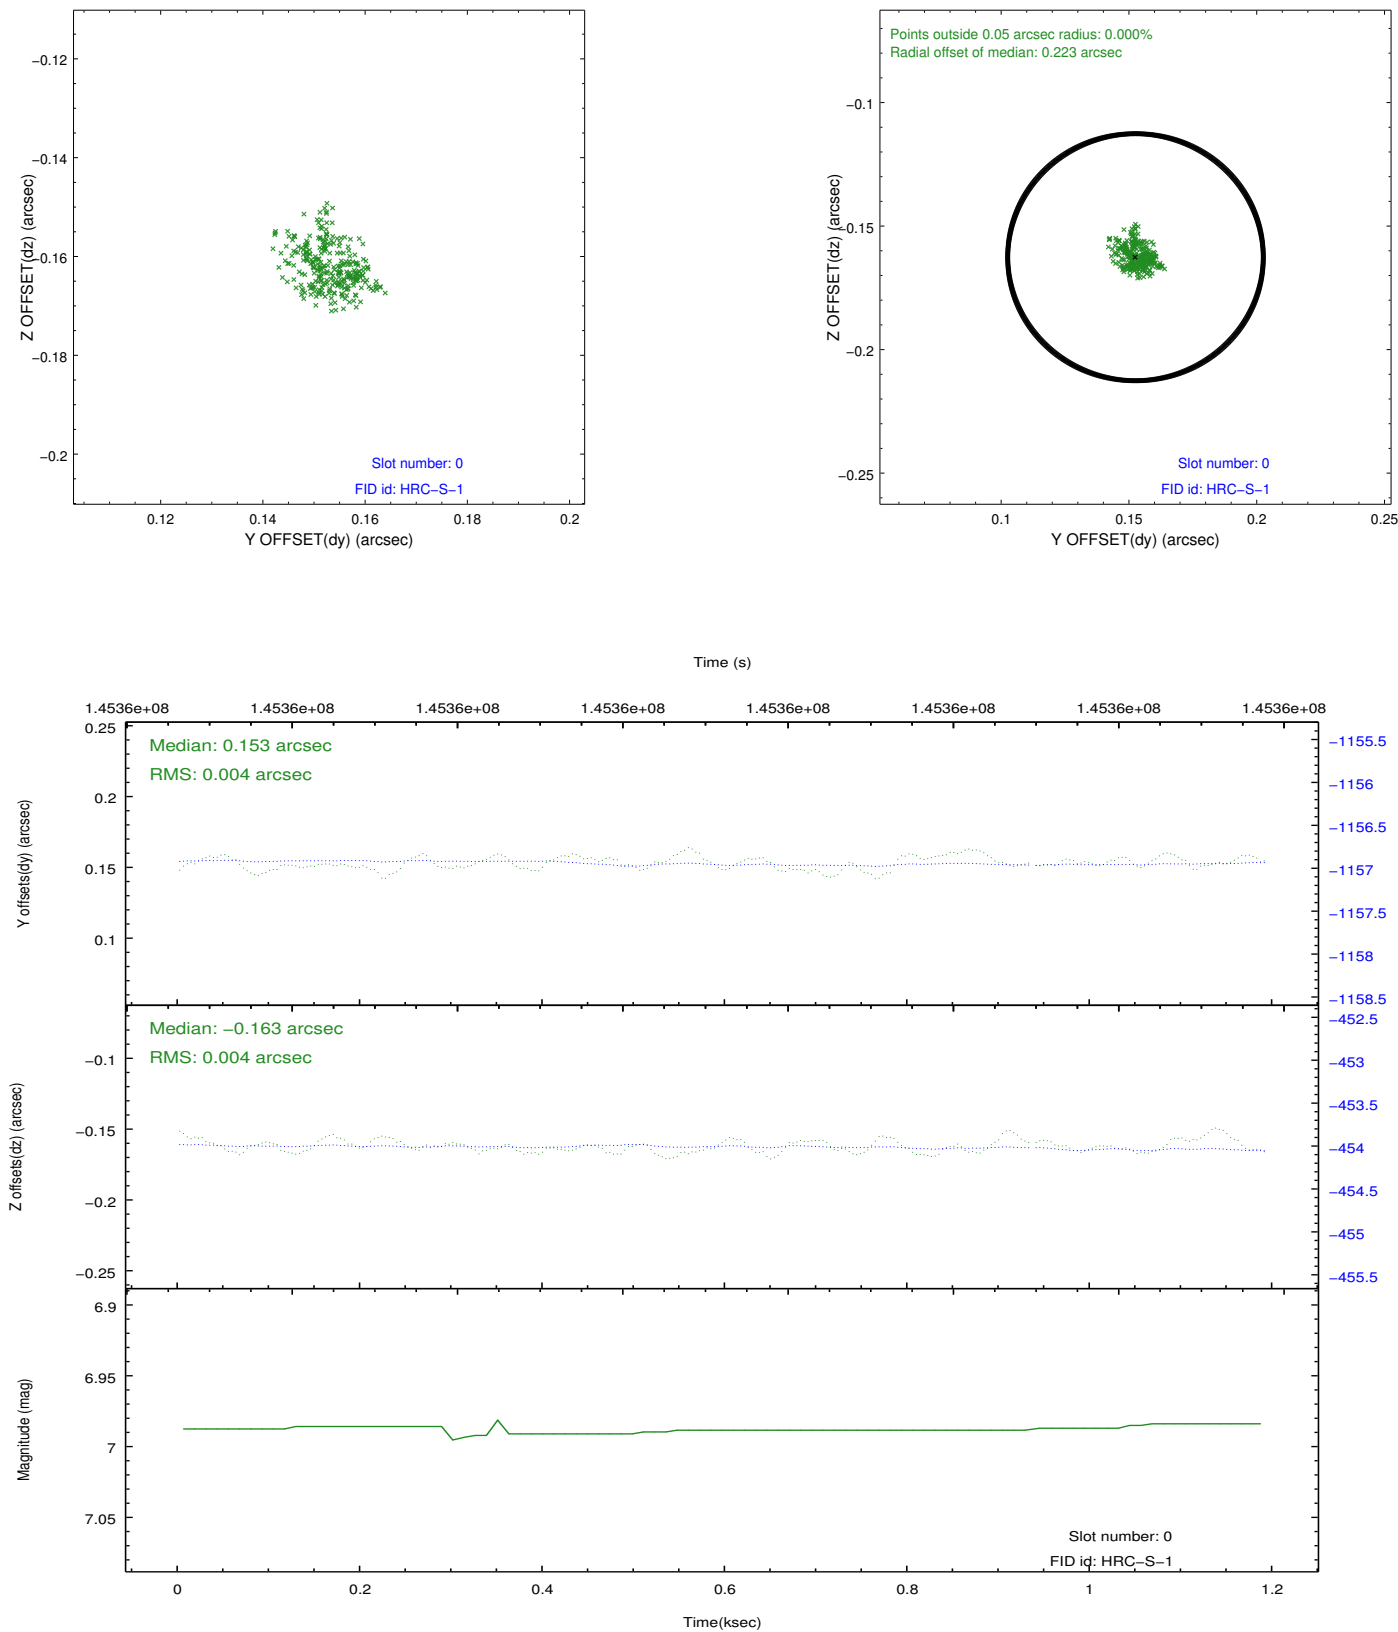 −0.12
−0.14
−0.16
−0.18
−0.2
Z OFFSET(dz) (arcsec)
Slot number: 0
FID id: HRC−S−1
0.12
0.14
0.16
0.18
0.2
Y OFFSET(dy) (arcsec)
Points outside 0.05 arcsec radius: 0.000%
Radial offset of median: 0.223 arcsec
−0.1
−0.15
−0.2
−0.25
Z OFFSET(dz) (arcsec)
Slot number: 0
FID id: HRC−S−1
0.1
0.15
0.2
0.25
Y OFFSET(dy) (arcsec)
Time (s)
1.4536e+08
1.4536e+08
1.4536e+08
1.4536e+08
1.4536e+08
1.4536e+08
1.4536e+08
1.4536e+08
Median: 0.153 arcsec
RMS: 0.004 arcsec
0.25
0.2
0.15
0.1
Y offsets(dy) (arcsec)
−1155.5
−1156
−1156.5
−1157
−1157.5
−1158
−1158.5
Median: −0.163 arcsec
RMS: 0.004 arcsec
−0.1
−0.15
−0.2
−0.25
Z offsets(dz) (arcsec)
−452.5
−453
−453.5
−454
−454.5
−455
−455.5
6.9
6.95
7
7.05
Magnitude (mag)
Slot number: 0
FID id: HRC−S−1
0
0.2
0.4
0.6
0.8
1
1.2
Time(ksec)